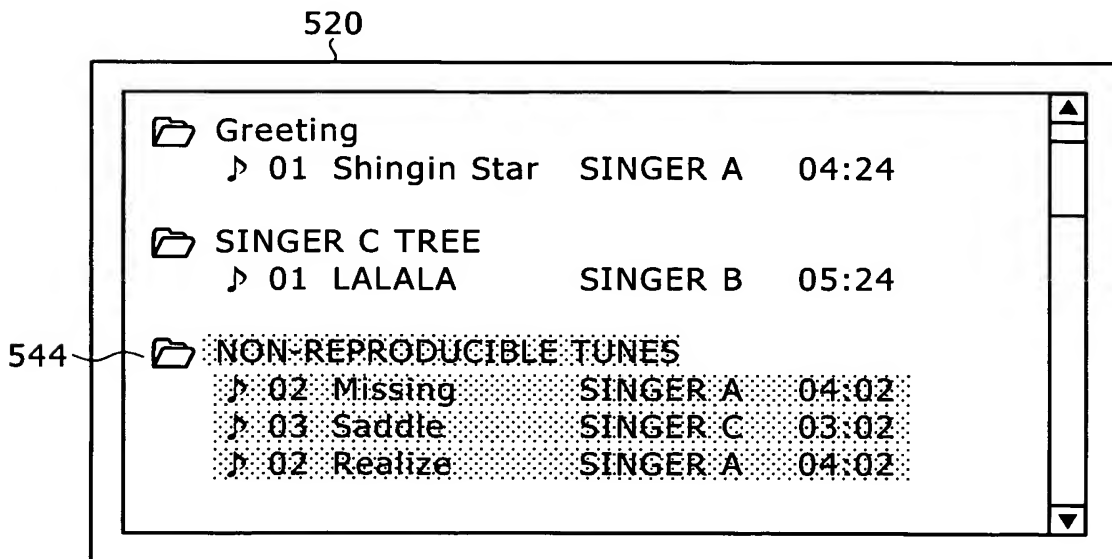 520
Greeting
♪ 01 Shingin Star SINGER A 04:24
SINGER C TREE
♪ 01 LALALA SINGER B 05:24
544
NON-REPRODUCIBLE TUNES
♪ 02 Missing SINGER A 04:02
♪ 03 Saddle SINGER C 03:02
♪ 02 Realize SINGER A 04:02